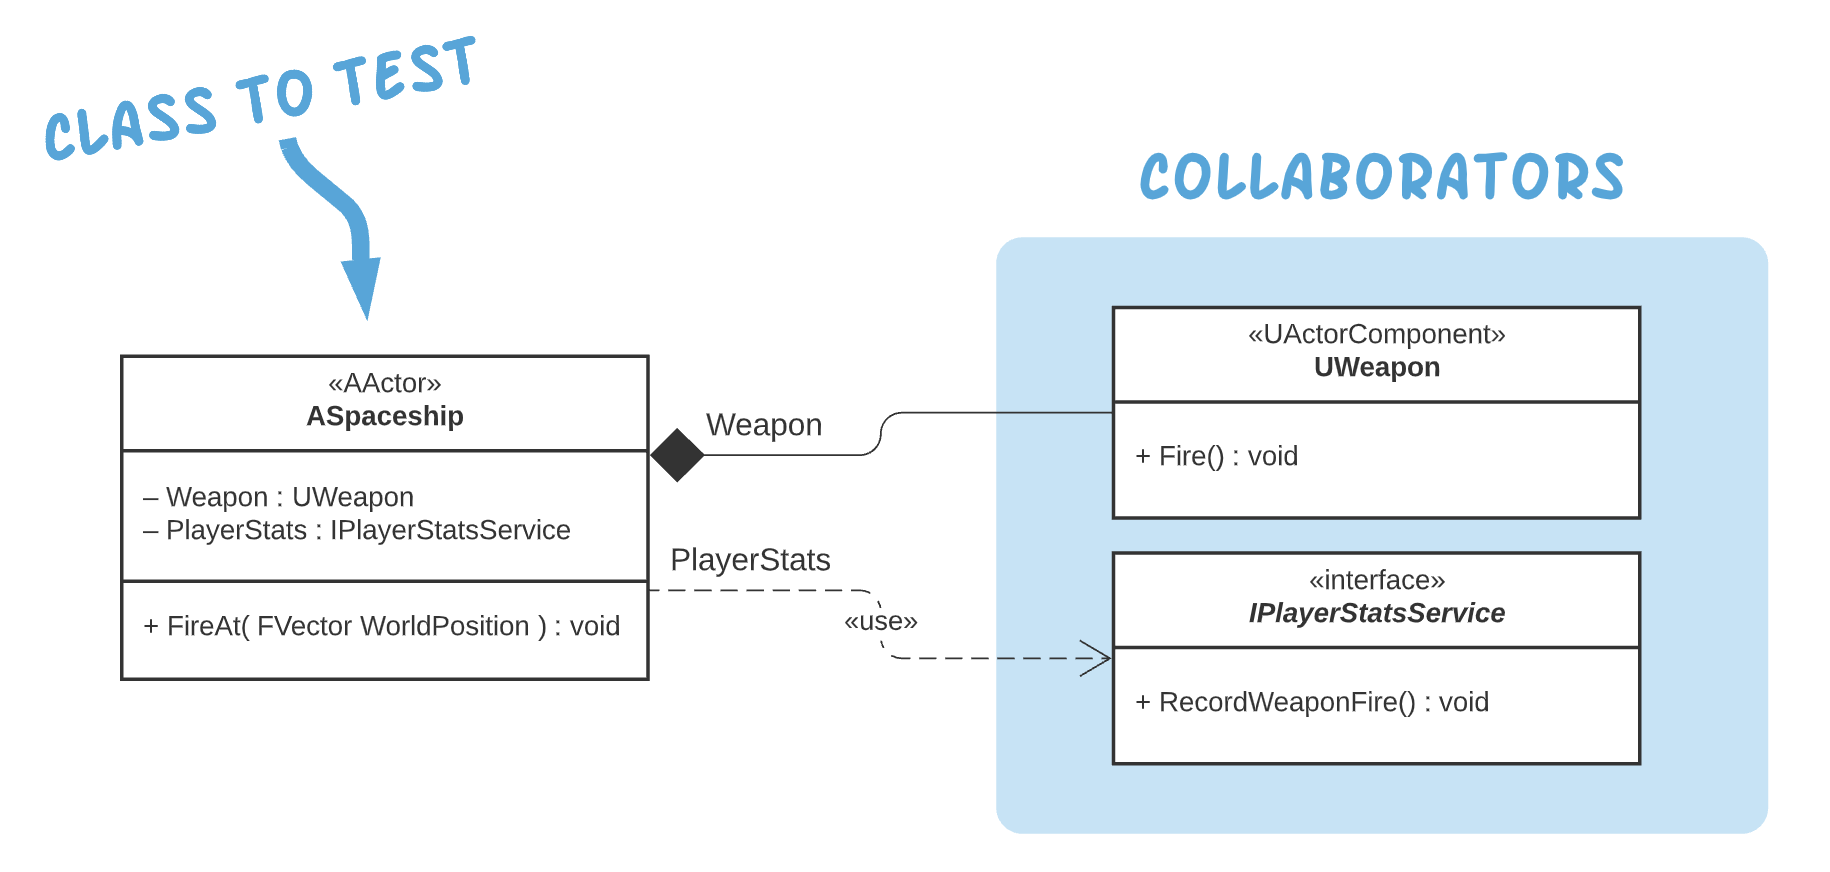 CLASS TO TEST
COLLABORATORS
«AActor»
ASpaceship
– Weapon : UWeapon
– PlayerStats : IPlayerStatsService
+ FireAt( FVector WorldPosition ) : void
Weapon
PlayerStats
«use»
«UActorComponent»
UWeapon
+ Fire() : void
«interface»
IPlayerStatsService
+ RecordWeaponFire() : void